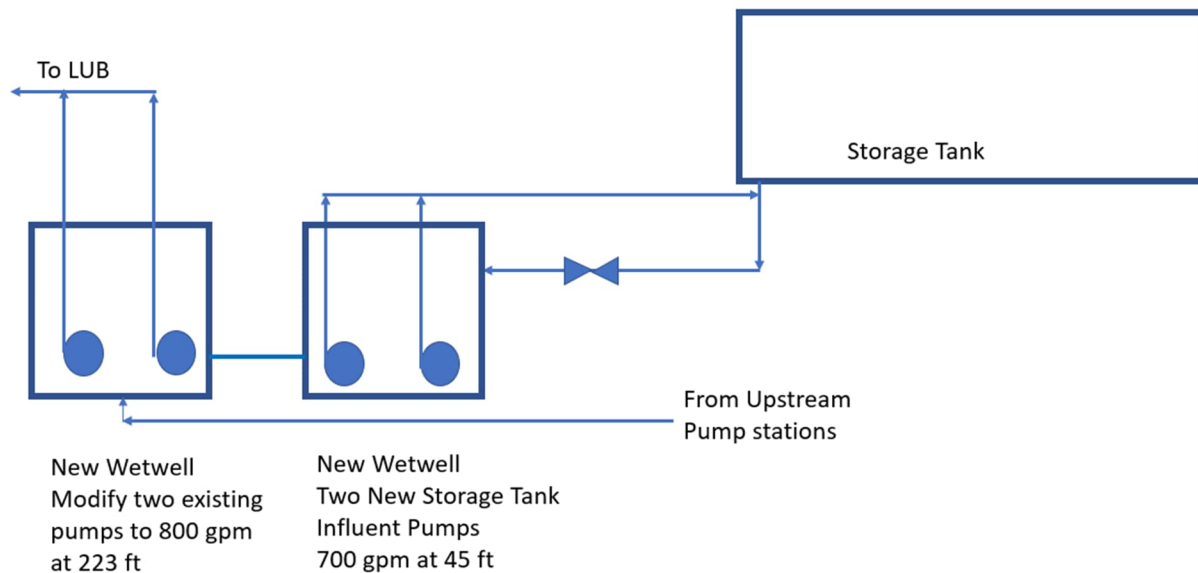 To LUB
Storage Tank
From Upstream
Pump stations
New Wetwell
Modify two existing
pumps to 800 gpm
at 223 ft
New Wetwell
Two New Storage Tank
Influent Pumps
700 gpm at 45 ft